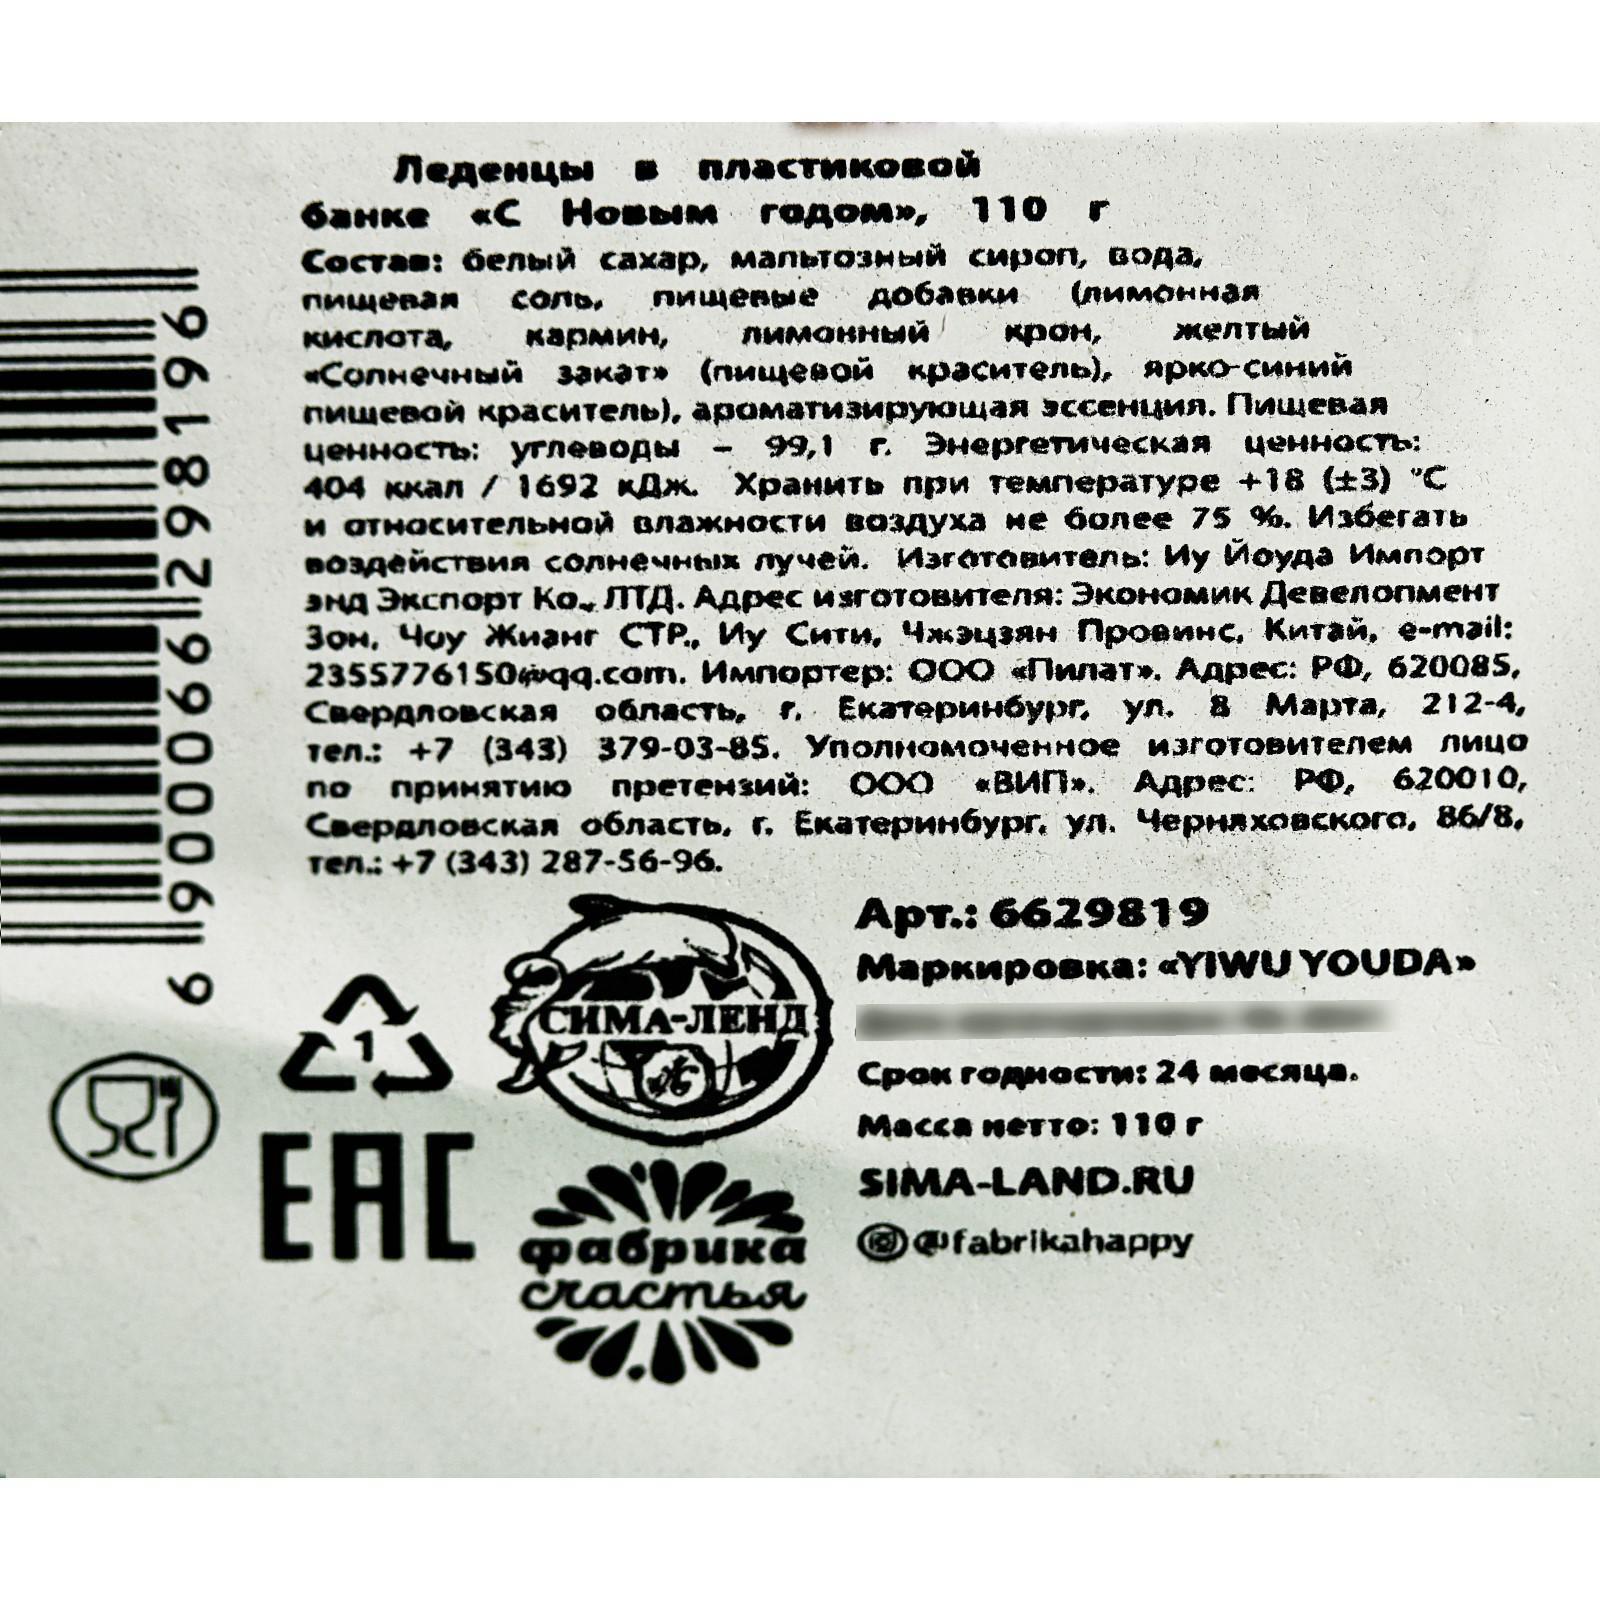 Леденцы в пластиковой
банке «С Новым годом», 110 г
Состав: белый сахар, мальтозный сироп, вода,
пищевая соль, пищевые добавки (лимонная
кислота, кармин, лимонный крон, желтый
«Солнечный закат» (пищевой краситель), ярко-синий
пищевой краситель), ароматизирующая эссенция. Пищевая
ценность: углеводы – 99,1 г. Энергетическая ценность:
404 ккал / 1692 кДж. Хранить при температуре +18 (±3) °С
и относительной влажности воздуха не более 75 %. Избегать
воздействия солнечных лучей. Изготовитель: Иу Йоуда Импорт
энд Экспорт Ко., ЛТД. Адрес изготовителя: Экономик Девелопмент
Зон, Чоу Жианг СТР., Иу Сити, Чжэцзян Провинс, Китай, e-mail:
2355776150@qq.com. Импортер: ООО «Пилат». Адрес: РФ, 620085,
Свердловская область, г. Екатеринбург, ул. 8 Марта, 212-4,
тел.: +7 (343) 379-03-85. Уполномоченное изготовителем лицо
по принятию претензий: ООО «ВИП». Адрес: РФ, 620010,
Свердловская область, г. Екатеринбург, ул. Черняховского, 86/8,
тел.: +7 (343) 287-56-96.
6 900066 298196
Арт.: 6629819
Маркировка: «YIWU YOUDA»
Срок годности: 24 месяца.
Масса нетто: 110 г
SIMA-LAND.RU
@fabrikahappy
СИМА-ЛЕНД
1
EAC
фабрика
счастья